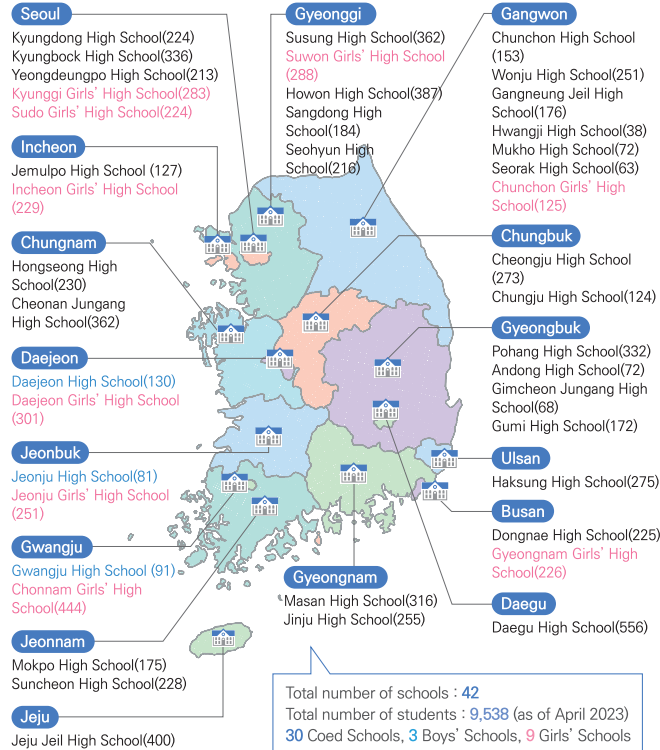 Seoul
Kyungdong High School(224)
Kyungbock High School(336)
Yeongdeungpo High School(213)
Kyunggi Girls' High School(283)
Sudo Girls' High School(224)
Incheon
Jemulpo High School (127)
Incheon Girls' High School
(229)
Chungnam
Hongseong High
School(230)
Cheonan Jungang
High School(362)
Daejeon
Daejeon High School(130)
Daejeon Girls' High School
(301)
Jeonbuk
Jeonju High School(81)
Jeonju Girls' High School
(251)
Gwangju
Gwangju High School (91)
Chonnam Girls' High
School(444)
Jeonnam
Mokpo High School(175)
Suncheon High School(228)
Jeju
Jeju Jeil High School(400)
Gyeonggi
Susung High School(362)
Suwon Girls' High School
(288)
Howon High School(387)
Sangdong High
School(184)
Seohyun High
School(216)
Gyeongnam
Masan High School(316)
Jinju High School(255)
Gangwon
Chunchon High School
(153)
Wonju High School(251)
Gangneung Jeil High
School(176)
Hwangji High School(38)
Mukho High School(72)
Seorak High School(63)
Chunchon Girls' High
School(125)
Chungbuk
Cheongju High School
(273)
Chungju High School(124)
Gyeongbuk
Pohang High School(332)
Andong High School(72)
Gimcheon Jungang High
School(68)
Gumi High School(172)
Ulsan
Haksung High School(275)
Busan
Dongnae High School(225)
Gyeongnam Girls' High
School(226)
Daegu
Daegu High School(556)
Total number of schools : 42
Total number of students : 9,538 (as of April 2023)
30 Coed Schools, 3 Boys' Schools, 9 Girls' Schools